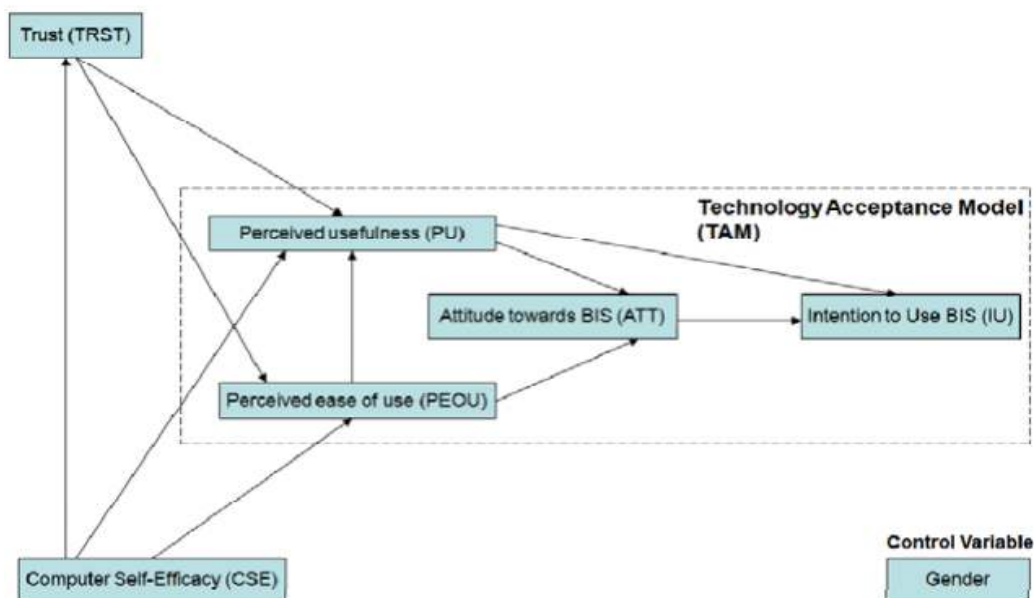 Trust (TRST)
Technology Acceptance Model
(TAM)
Perceived usefulness (PU)
Attitude towards BIS (ATT)
Intention to Use BIS (IU)
Perceived ease of use (PEOU)
Control Variable
Computer Self-Efficacy (CSE)
Gender